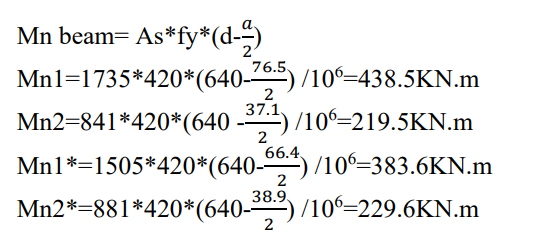 Mn beam= As*fy*(d-a/2)
Mn1=1735*420*(640-76.5/2) /10⁶=438.5KN.m
Mn2=841*420*(640 -37.1/2) /10⁶=219.5KN.m
Mn1*=1505*420*(640-66.4/2) /10⁶=383.6KN.m
Mn2*=881*420*(640-38.9/2) /10⁶=229.6KN.m